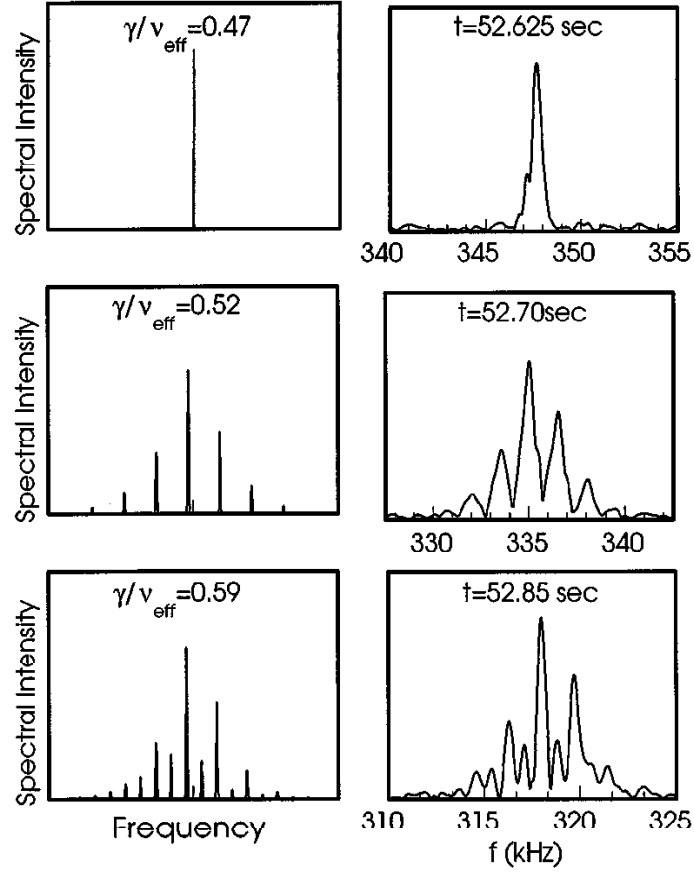 Spectral Intensity
γ/ν_eff=0.47
t=52.625 sec
340 345 350 355
Spectral Intensity
γ/ν_eff=0.52
t=52.70sec
330 335 340
Spectral Intensity
γ/ν_eff=0.59
t=52.85 sec
310 315 320 325
Frequency
f (kHz)